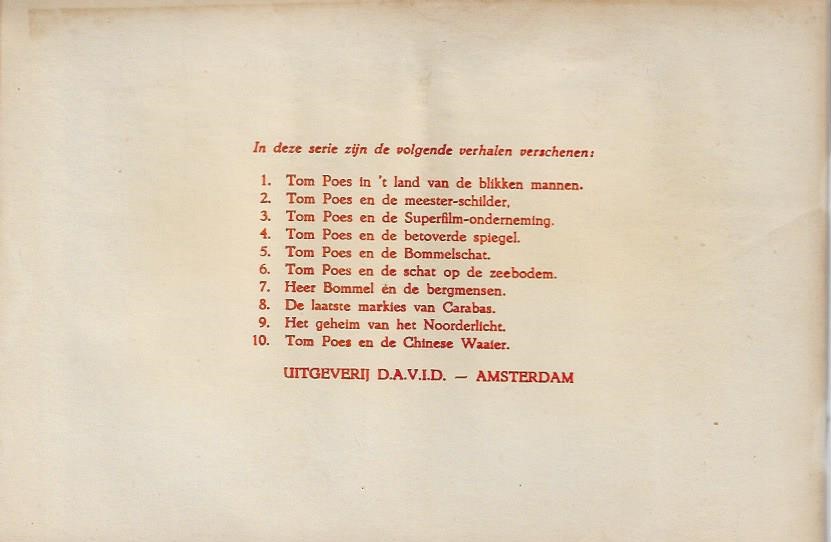 In deze serie zijn de volgende verhalen verschenen:
1. Tom Poes in 't land van de blikken mannen.
2. Tom Poes en de meester-schilder,
3. Tom Poes en de Superfilm-onderneming.
4. Tom Poes en de betoverde spiegel.
5. Tom Poes en de Bommelschat.
6. Tom Poes en de schat op de zeebodem.
7. Heer Bommel én de bergmensen.
8. De laatste markies van Carabas.
9. Het geheim van het Noorderlicht.
10. Tom Poes en de Chinese Waaier.
UITGEVERIJ D.A.V.I.D. — AMSTERDAM